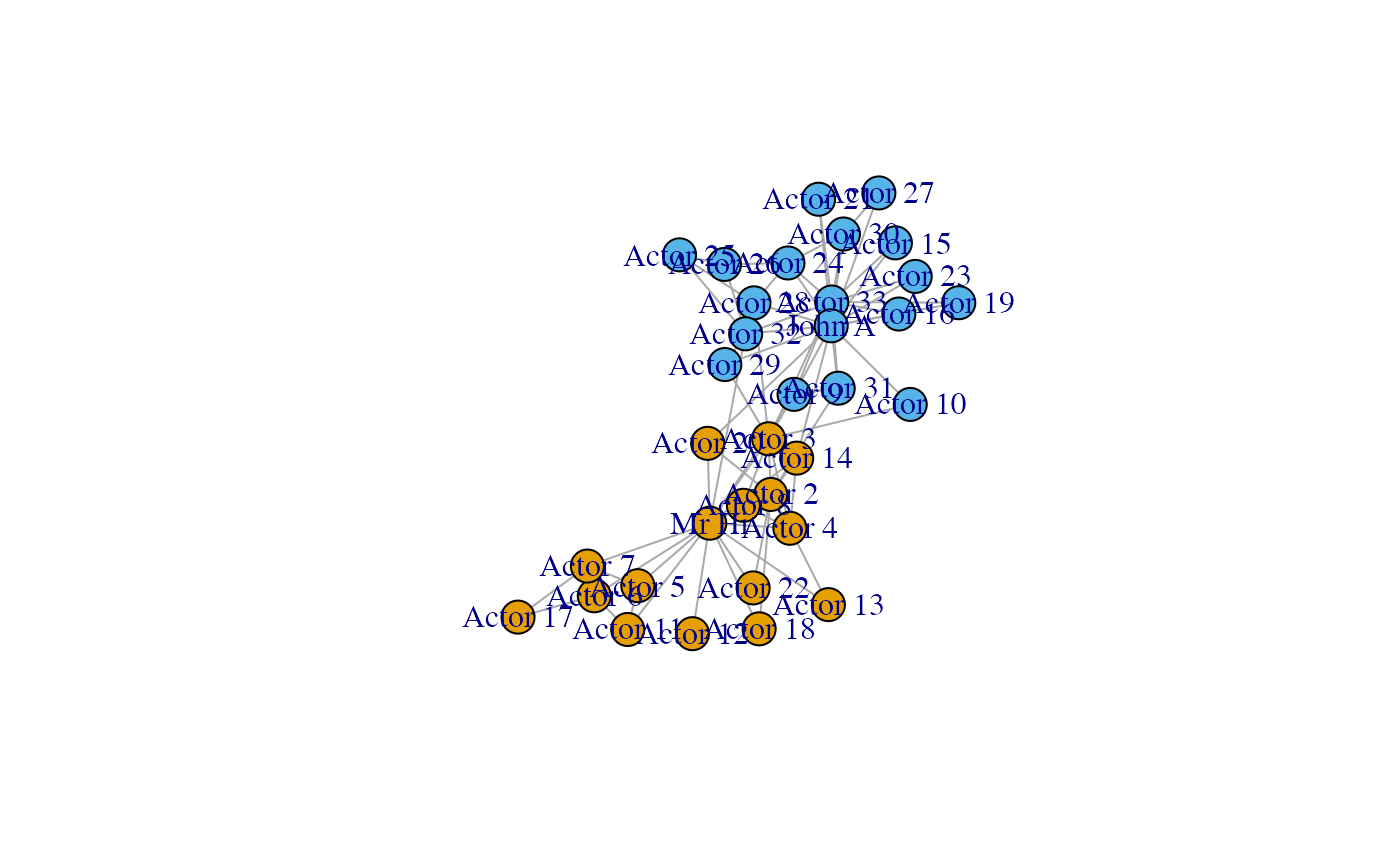 Actor 27
Actor 21
Actor 30
Actor 15
Actor 25
Actor 26
Actor 24
Actor 23
Actor 28
Actor 33
Actor 19
Actor 16
John A
Actor 32
Actor 29
Actor 31
Actor 9
Actor 10
Actor 20
Actor 3
Actor 14
Actor 2
Actor 8
Mr Hi
Actor 4
Actor 7
Actor 5
Actor 22
Actor 6
Actor 13
Actor 17
Actor 11
Actor 12
Actor 18